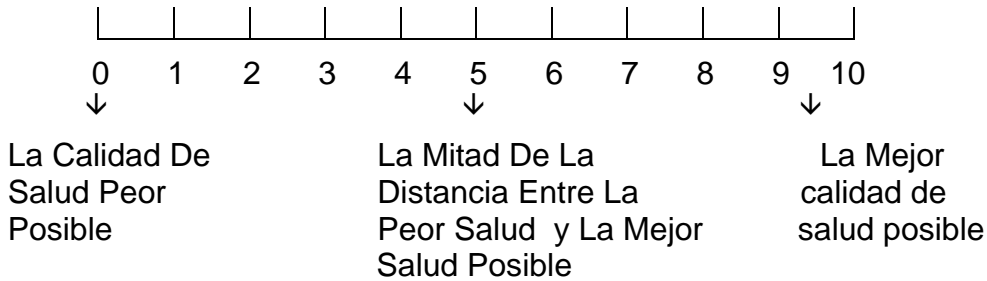 0 1 2 3 4 5 6 7 8 9 10
La Calidad De
Salud Peor
Posible
La Mitad De La
Distancia Entre La
Peor Salud y La Mejor
Salud Posible
La Mejor
calidad de
salud posible